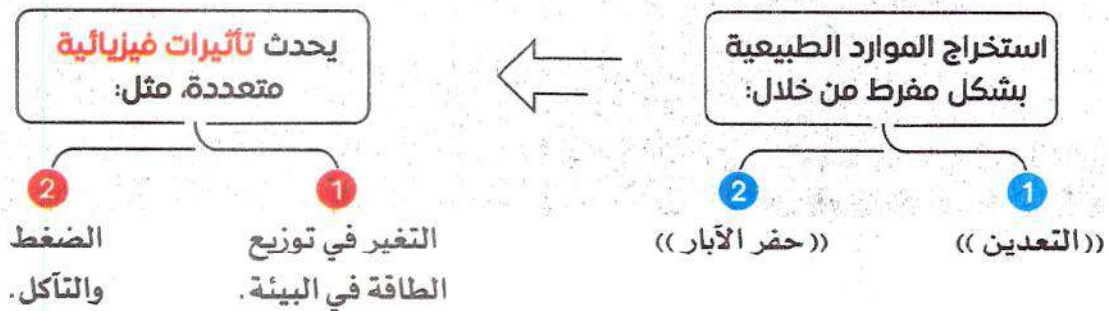 استخراج الموارد الطبيعية
بشكل مفرط من خلال:
1
(( التعدين ))
2
(( حفر الآبار ))
يحدث تأثيرات فيزيائية
متعددة، مثل:
1
التغير في توزيع
الطاقة في البيئة.
2
الضغط
والتآكل.